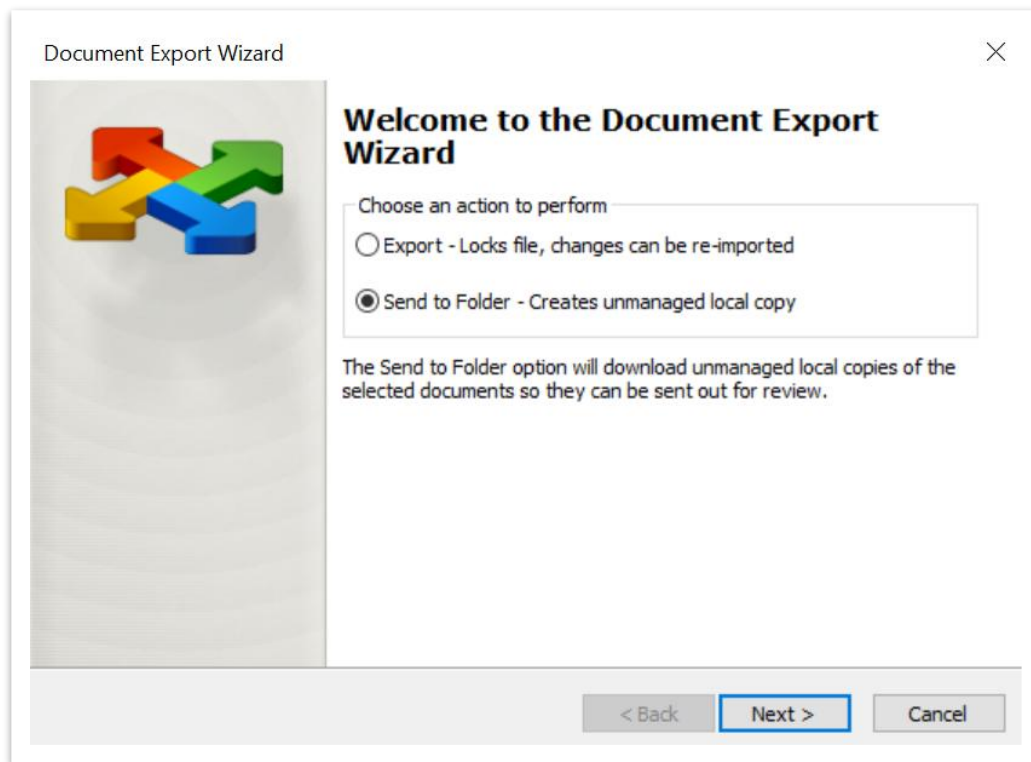 Document Export Wizard
Welcome to the Document Export
Wizard
Choose an action to perform
Export - Locks file, changes can be re-imported
Send to Folder - Creates unmanaged local copy
The Send to Folder option will download unmanaged local copies of the
selected documents so they can be sent out for review.
< Back Next > Cancel